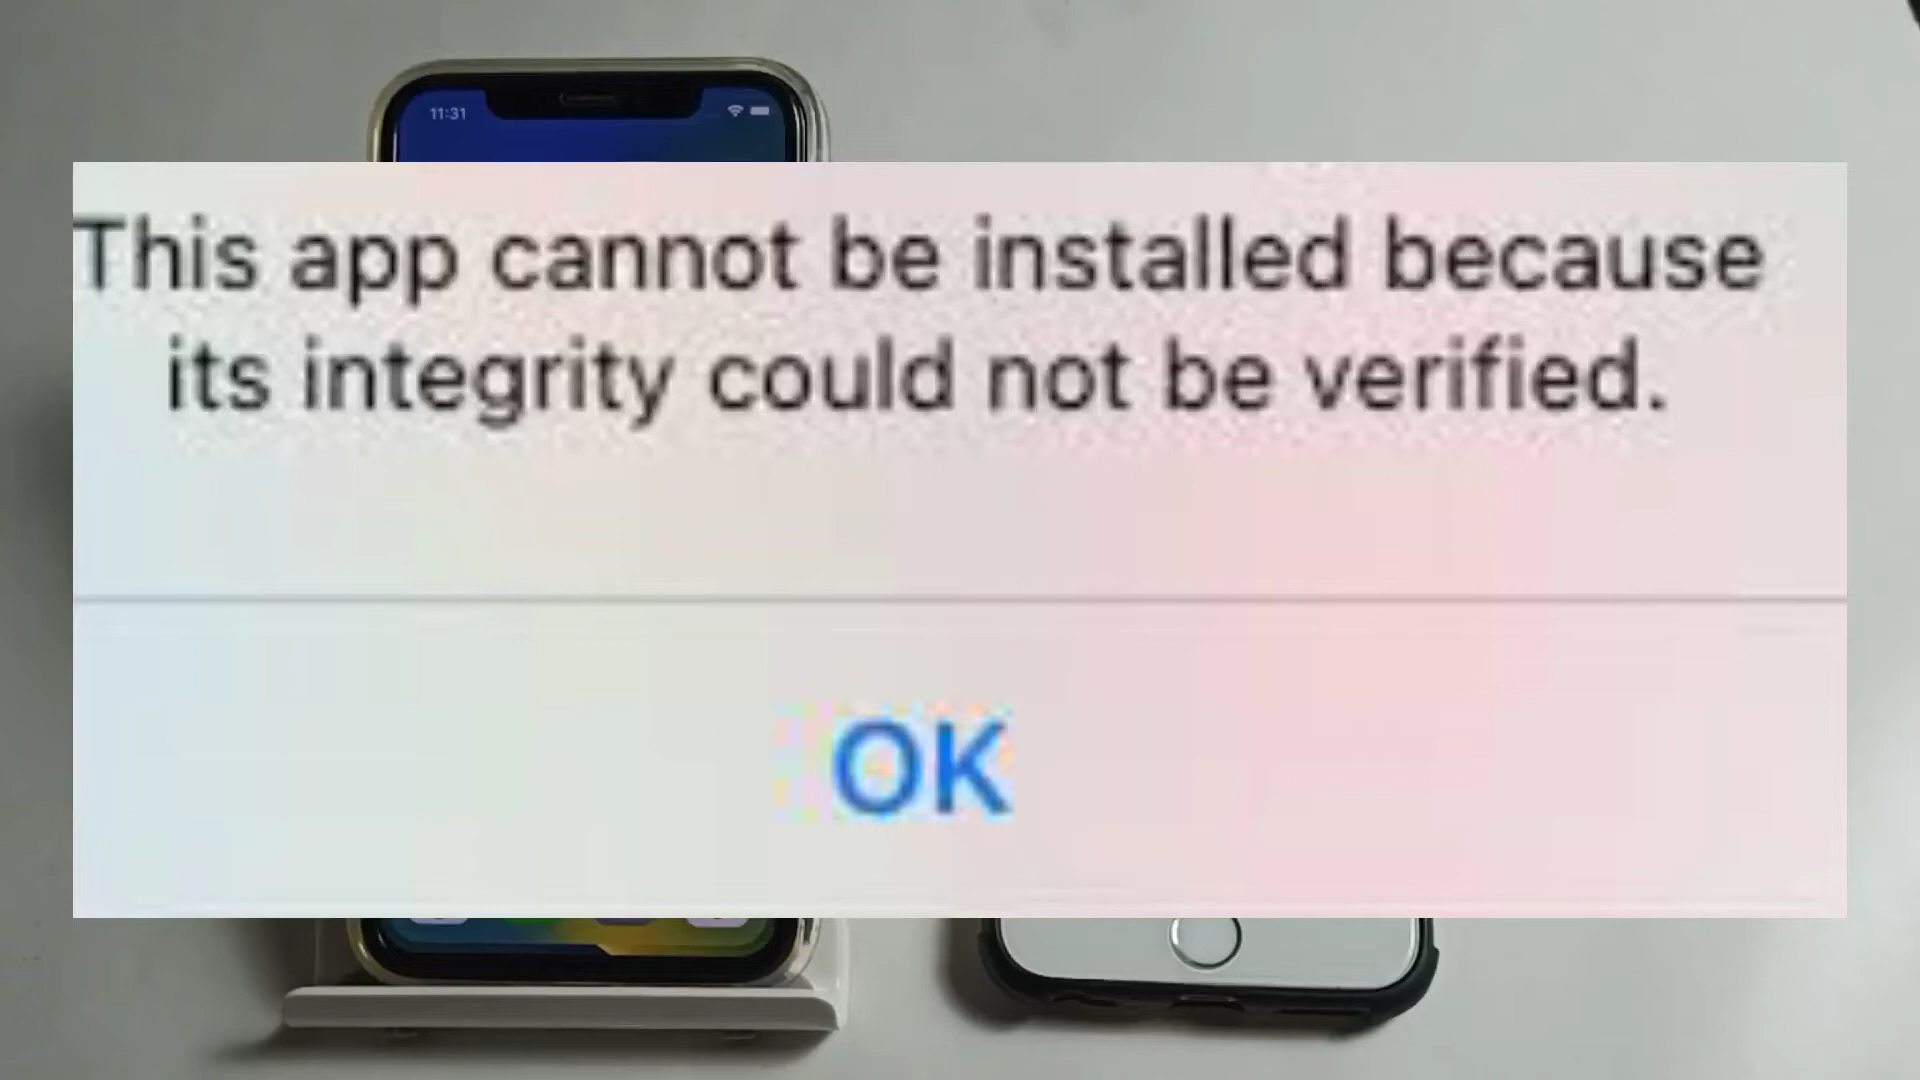 11:31
This app cannot be installed because
its integrity could not be verified.
OK